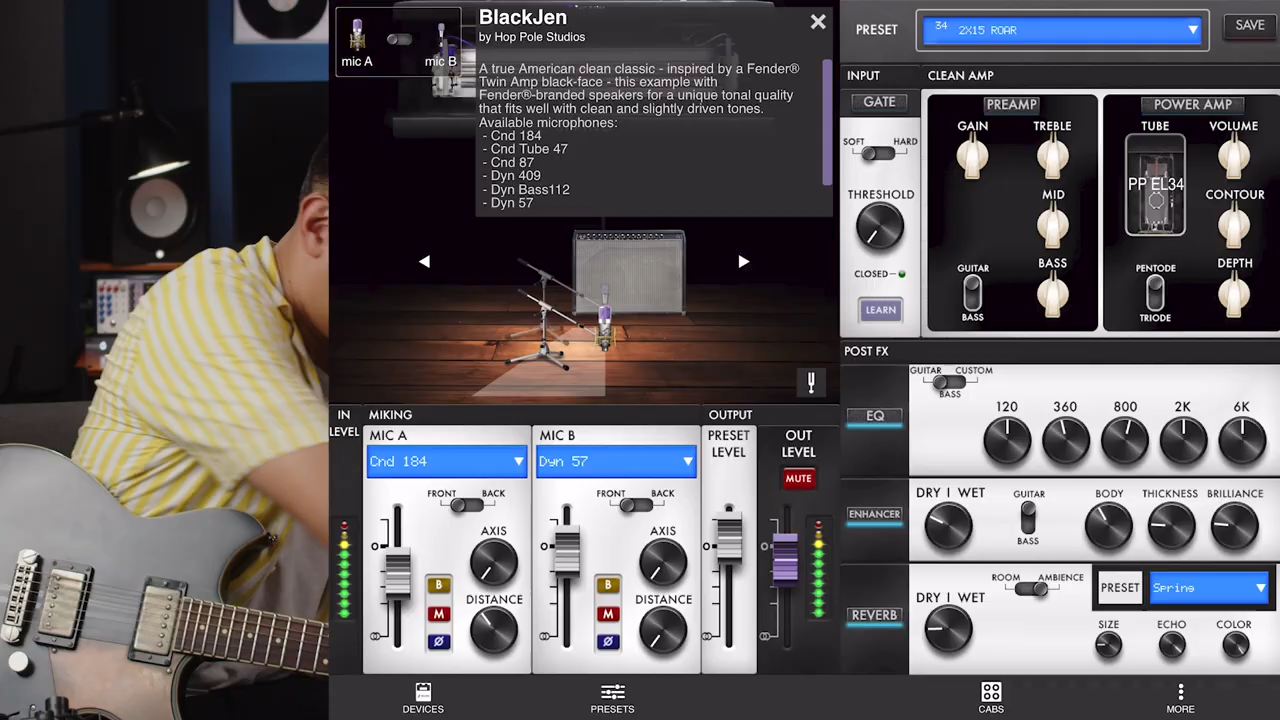 BlackJen
by Hop Pole Studios
mic A
mic B
A true American clean classic - inspired by a Fender®
Twin Amp black-face - this example with
Fender®-branded speakers for a unique tonal quality
that fits well with clean and slightly driven tones.
Available microphones:
- Cnd 184
- Cnd Tube 47
- Cnd 87
- Dyn 409
- Dyn Bass112
- Dyn 57
PRESET
34 2X15 ROAR
SAVE
INPUT
CLEAN AMP
GATE
PREAMP
POWER AMP
SOFT
HARD
GAIN
TREBLE
TUBE
VOLUME
THRESHOLD
MID
PP EL34
CONTOUR
CLOSED
GUITAR
BASS
BASS
PENTODE
TRIODE
DEPTH
LEARN
POST FX
GUITAR
CUSTOM
BASS
EQ
120
360
800
2K
6K
ENHANCER
DRY | WET
GUITAR
BASS
BODY
THICKNESS
BRILLIANCE
REVERB
DRY | WET
ROOM
AMBIENCE
PRESET
Spring
SIZE
ECHO
COLOR
IN
LEVEL
MIKING
OUTPUT
MIC A
Cnd 184
FRONT
BACK
AXIS
0
B
M
Ø
DISTANCE
∞
MIC B
Dyn 57
FRONT
BACK
AXIS
0
B
M
Ø
DISTANCE
∞
PRESET
LEVEL
0
∞
OUT
LEVEL
MUTE
0
∞
DEVICES
PRESETS
CABS
MORE